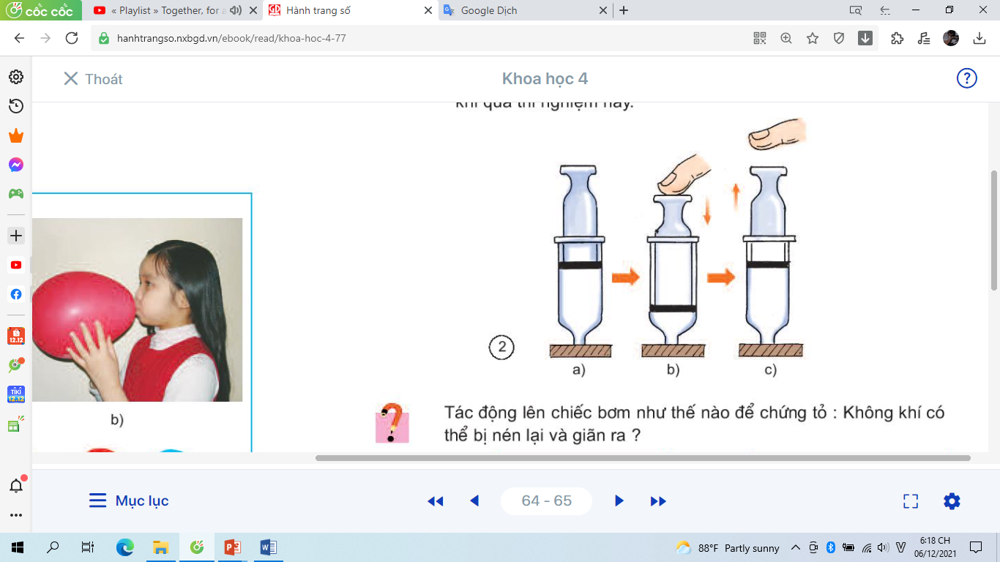 cốc cốc
« Playlist » Together, for a
Hành trang số
Google Dịch
hanhtrangso.nxbgd.vn/ebook/read/khoa-hoc-4-77
Thoát
Khoa học 4
?
khí qua thí nghiệm này.
2
a)
b)
c)
b)
Tác động lên chiếc bơm như thế nào để chứng tỏ : Không khí có
thể bị nén lại và giãn ra ?
12.12
TIKI
12.12
Mục lục
64 - 65
88°F Partly sunny
6:18 CH
06/12/2021